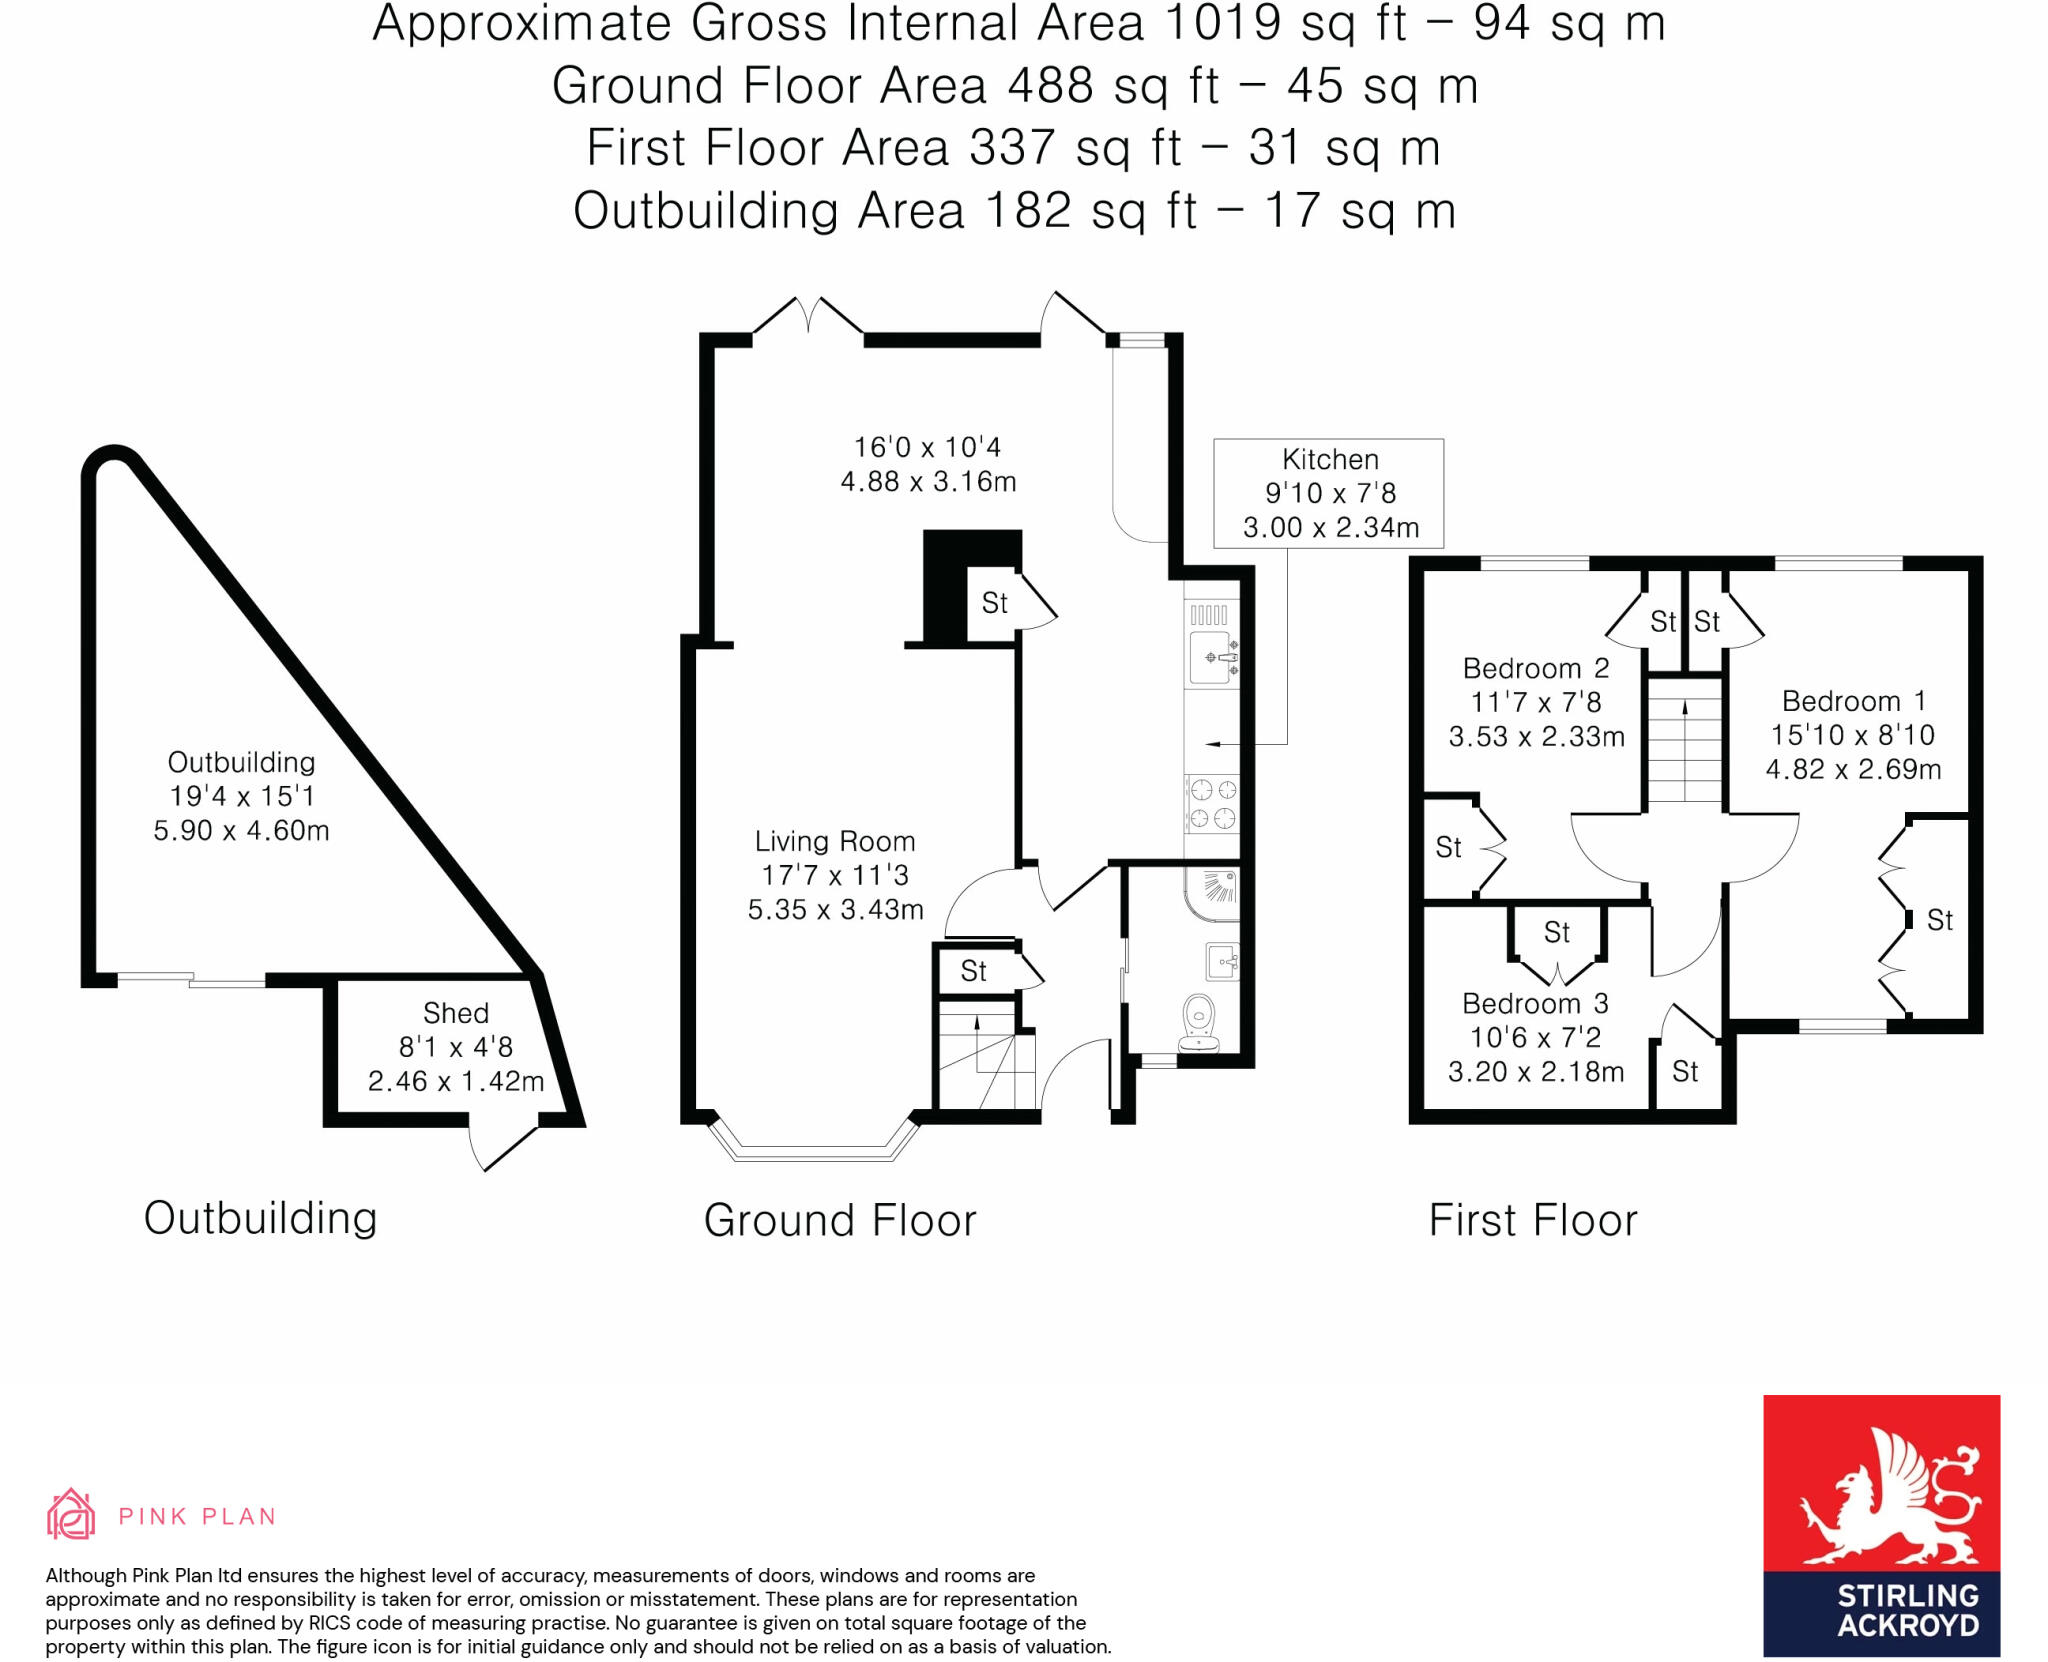 Approximate Gross Internal Area 1019 sq ft – 94 sq m
Ground Floor Area 488 sq ft – 45 sq m
First Floor Area 337 sq ft – 31 sq m
Outbuilding Area 182 sq ft – 17 sq m
16'0 x 10'4
4.88 x 3.16m
Kitchen
9'10 x 7'8
3.00 x 2.34m
St
St
St
Bedroom 2
11'7 x 7'8
3.53 x 2.33m
Bedroom 1
15'10 x 8'10
4.82 x 2.69m
Outbuilding
19'4 x 15'1
5.90 x 4.60m
Living Room
17'7 x 11'3
5.35 x 3.43m
St
St
St
St
Shed
8'1 x 4'8
2.46 x 1.42m
Bedroom 3
10'6 x 7'2
3.20 x 2.18m
St
Outbuilding
Ground Floor
First Floor
PINK PLAN
Although Pink Plan ltd ensures the highest level of accuracy, measurements of doors, windows and rooms are
approximate and no responsibility is taken for error, omission or misstatement. These plans are for representation
purposes only as defined by RICS code of measuring practise. No guarantee is given on total square footage of the
property within this plan. The figure icon is for initial guidance only and should not be relied on as a basis of valuation.
STIRLING
ACKROYD